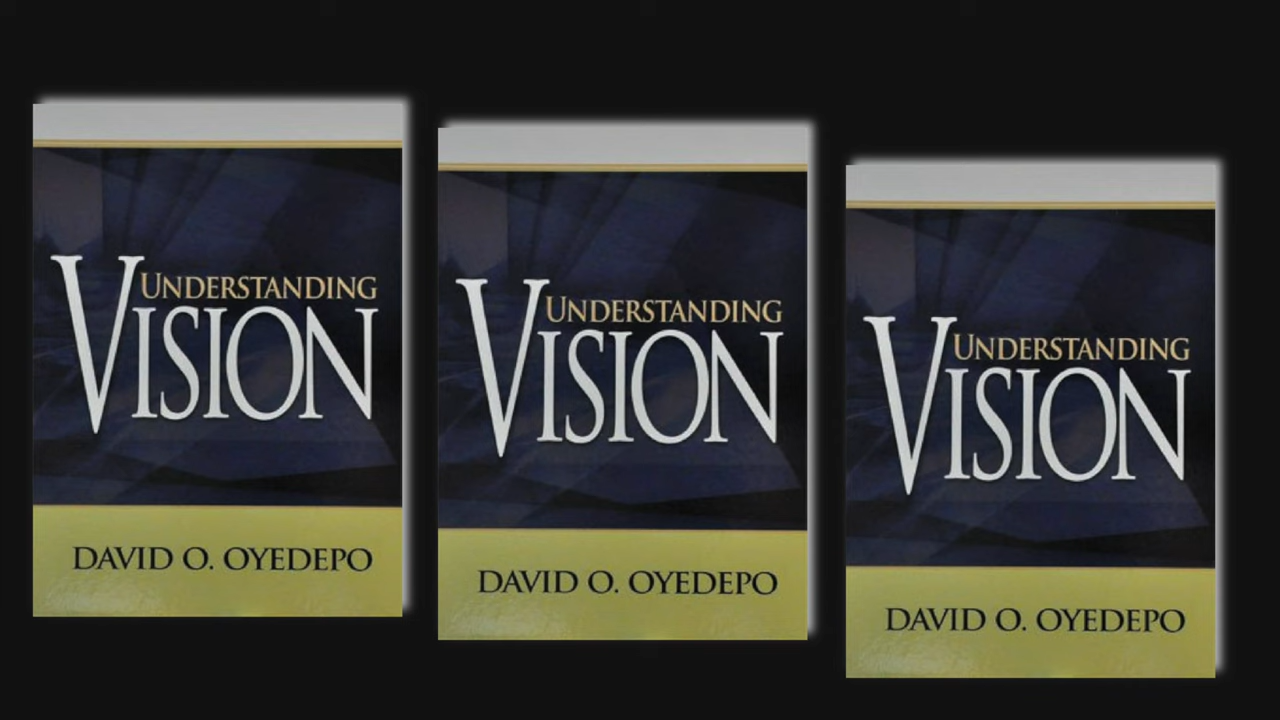 UNDERSTANDING
VISION
DAVID O. OYEDEPO
UNDERSTANDING
VISION
DAVID O. OYEDEPO
UNDERSTANDING
VISION
DAVID O. OYEDEPO